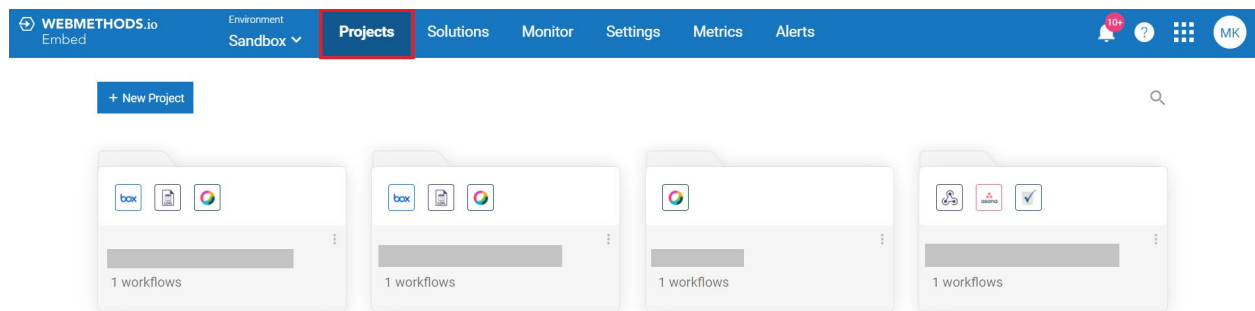 WEBMETHODS.io
Embed
Environment
Sandbox
Projects
Solutions
Monitor
Settings
Metrics
Alerts
10+
?
MK
+ New Project
box
box
asana
1 workflows
1 workflows
1 workflows
1 workflows